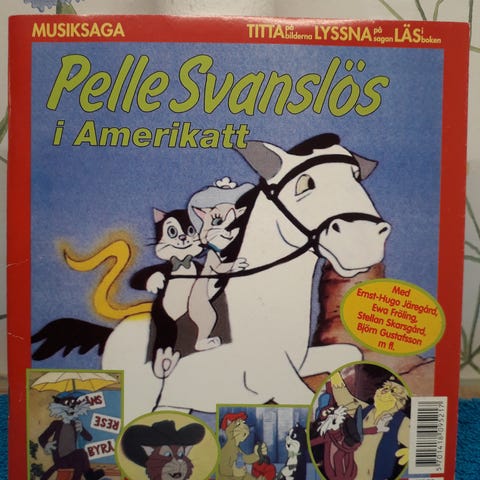 MUSIKSAGA
TITTA på bilderna LYSSNA på sagan LÄS i boken
Pelle Svanslös
i Amerikatt
Med
Ernst-Hugo Järegård,
Ewa Fröling,
Stellan Skarsgård,
Björn Gustafsson
m fl.
RESE
BYRÅ